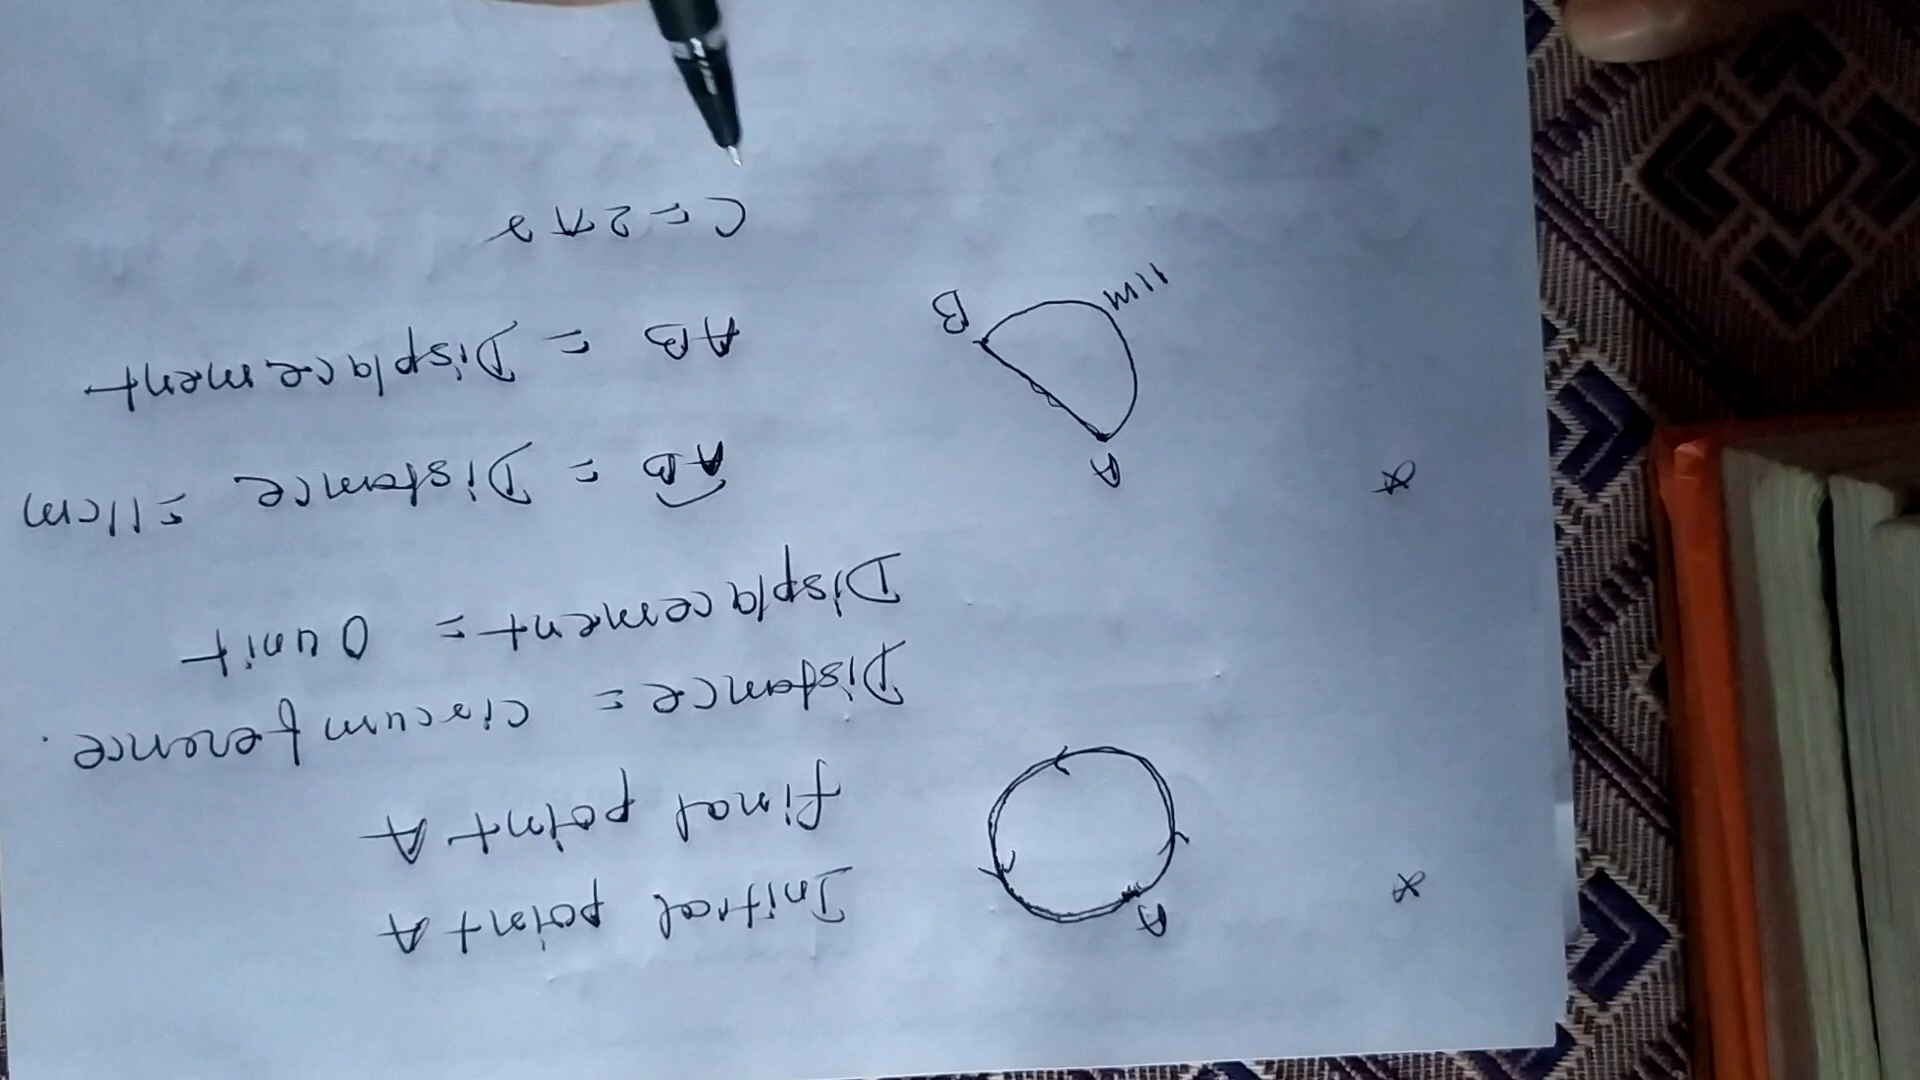 * A Initial point A
final point A
Distance = circumference.
Displacement = 0 unit
* A AB = Distance = 11cm
11m B AB = Displacement
C = 2πr